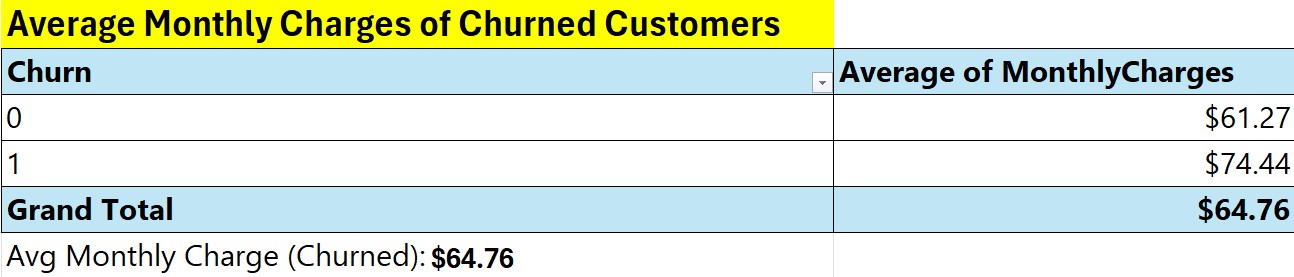 Average Monthly Charges of Churned Customers
Churn Average of MonthlyCharges
0 $61.27
1 $74.44
Grand Total $64.76
Avg Monthly Charge (Churned): $64.76